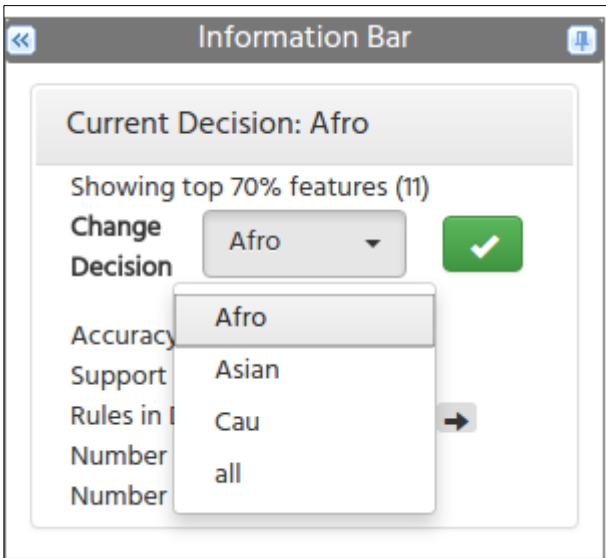 Information Bar
Current Decision: Afro
Showing top 70% features (11)
Change
Decision
Afro
Afro
Asian
Cau
all
Accuracy
Support
Rules in
Number
Number